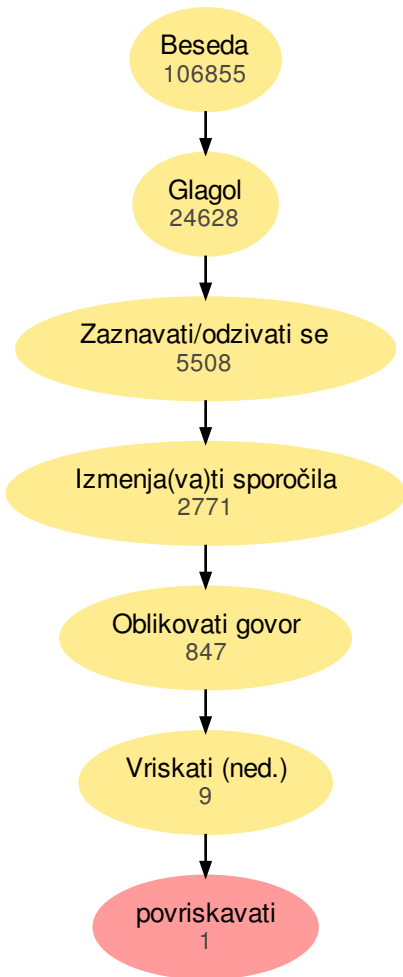 Beseda
106855
Glagol
24628
Zaznavati/odzivati se
5508
Izmenja(va)ti sporočila
2771
Oblikovati govor
847
Vriskati (ned.)
9
povriskavati
1